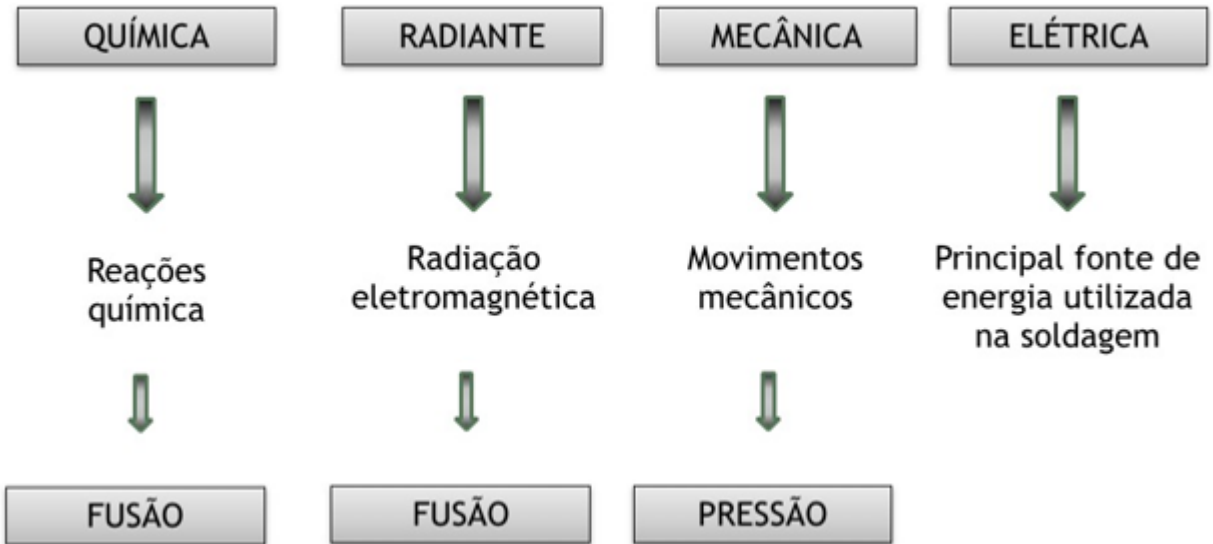 QUÍMICA
RADIANTE
MECÂNICA
ELÉTRICA
Reações
química
Radiação
eletromagnética
Movimentos
mecânicos
Principal fonte de
energia utilizada
na soldagem
FUSÃO
FUSÃO
PRESSÃO